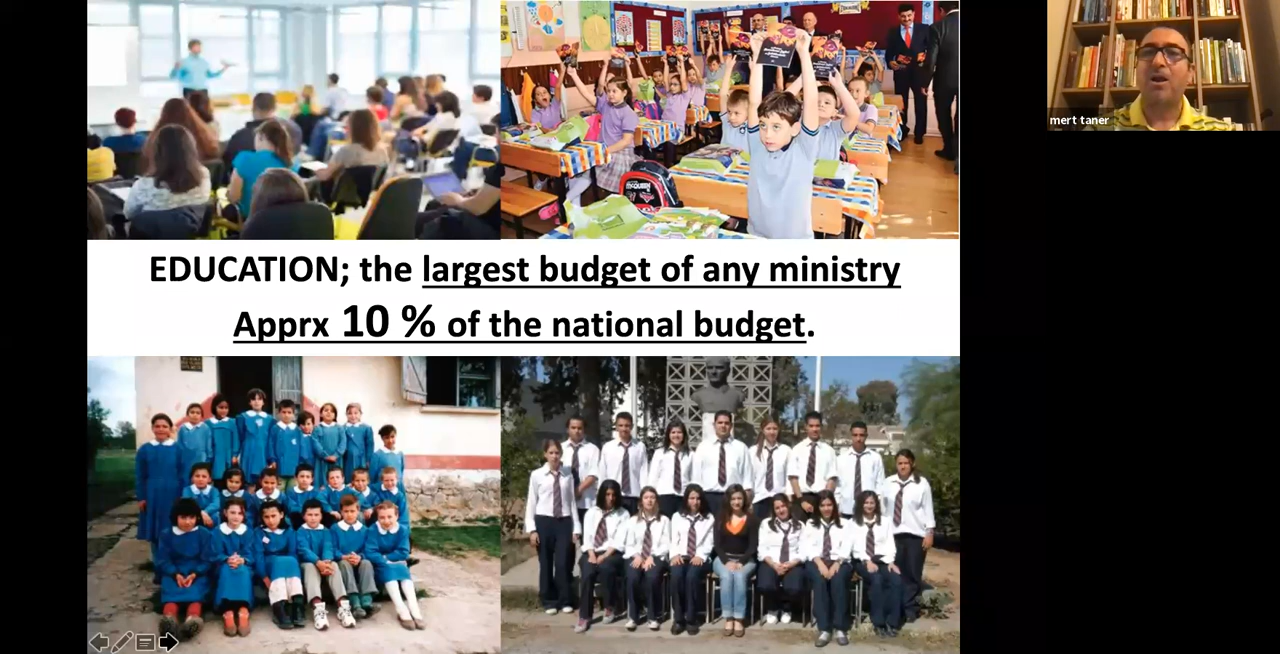 EDUCATION; the largest budget of any ministry
Apprx 10 % of the national budget.
mert taner